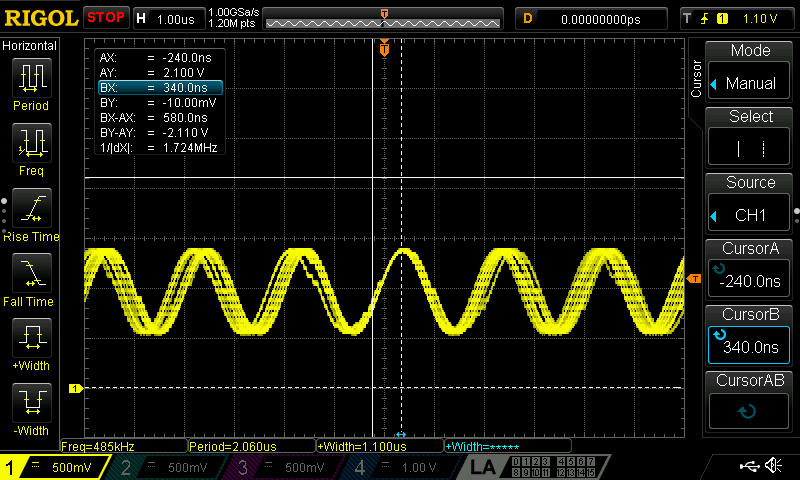 RIGOL STOP H 1.00us 1.00GSa/s 1.20M pts T D 0.00000000ps T 1 1.10 V
Horizontal
Period
Freq
Rise Time
Fall Time
+Width
-Width
AX: = -240.0ns
AY: = 2.100 V
BX: = 340.0ns
BY: = -10.00mV
BX-AX: = 580.0ns
BY-AY: = -2.110 V
1/|dX|: = 1.724MHz
T
T
1
Cursor
Mode
Manual
Select
Source
CH1
CursorA
-240.0ns
CursorB
340.0ns
CursorAB
Freq=485kHz Period=2.060us +Width=1.100us +Width=*****
1 = 500mV 2 = 500mV 3 = 500mV 4 = 1.00 V LA 0 1 2 3 4 5 6 7
8 9 10 11 12 13 14 15